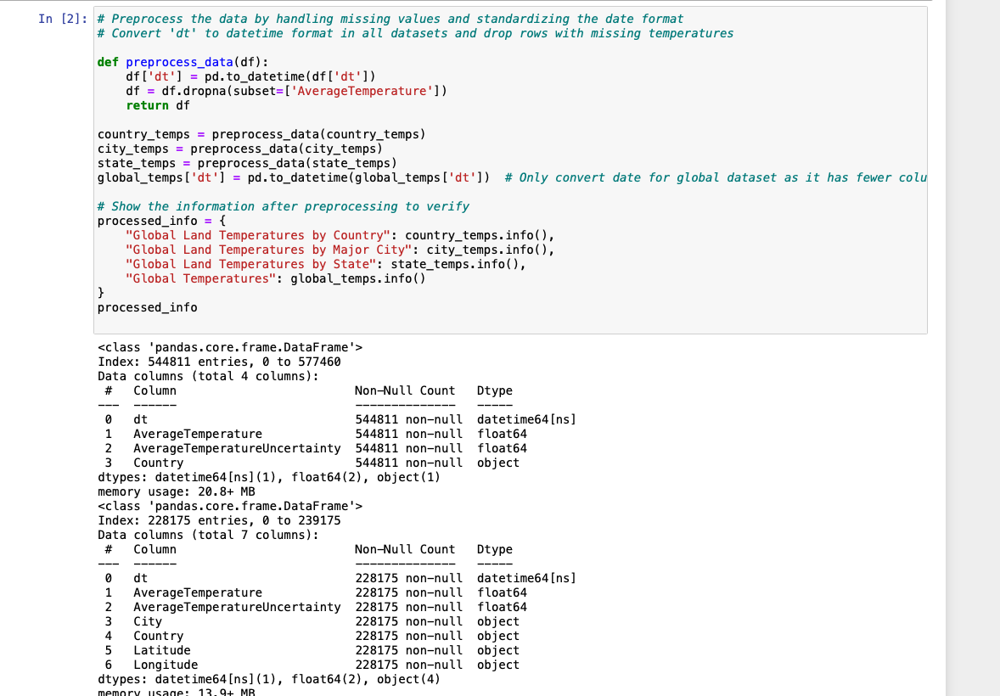 In [2]: # Preprocess the data by handling missing values and standardizing the date format
# Convert 'dt' to datetime format in all datasets and drop rows with missing temperatures
def preprocess_data(df):
    df['dt'] = pd.to_datetime(df['dt'])
    df = df.dropna(subset=['AverageTemperature'])
    return df
country_temps = preprocess_data(country_temps)
city_temps = preprocess_data(city_temps)
state_temps = preprocess_data(state_temps)
global_temps['dt'] = pd.to_datetime(global_temps['dt'])  # Only convert date for global dataset as it has fewer colu
# Show the information after preprocessing to verify
processed_info = {
    "Global Land Temperatures by Country": country_temps.info(),
    "Global Land Temperatures by Major City": city_temps.info(),
    "Global Land Temperatures by State": state_temps.info(),
    "Global Temperatures": global_temps.info()
}
processed_info
<class 'pandas.core.frame.DataFrame'>
Index: 544811 entries, 0 to 577460
Data columns (total 4 columns):
 #   Column                         Non-Null Count   Dtype
---  ------                         --------------   -----
 0   dt                             544811 non-null  datetime64[ns]
 1   AverageTemperature             544811 non-null  float64
 2   AverageTemperatureUncertainty  544811 non-null  float64
 3   Country                        544811 non-null  object
dtypes: datetime64[ns](1), float64(2), object(1)
memory usage: 20.8+ MB
<class 'pandas.core.frame.DataFrame'>
Index: 228175 entries, 0 to 239175
Data columns (total 7 columns):
 #   Column                         Non-Null Count   Dtype
---  ------                         --------------   -----
 0   dt                             228175 non-null  datetime64[ns]
 1   AverageTemperature             228175 non-null  float64
 2   AverageTemperatureUncertainty  228175 non-null  float64
 3   City                           228175 non-null  object
 4   Country                        228175 non-null  object
 5   Latitude                       228175 non-null  object
 6   Longitude                      228175 non-null  object
dtypes: datetime64[ns](1), float64(2), object(4)
memory usage: 13.9+ MB